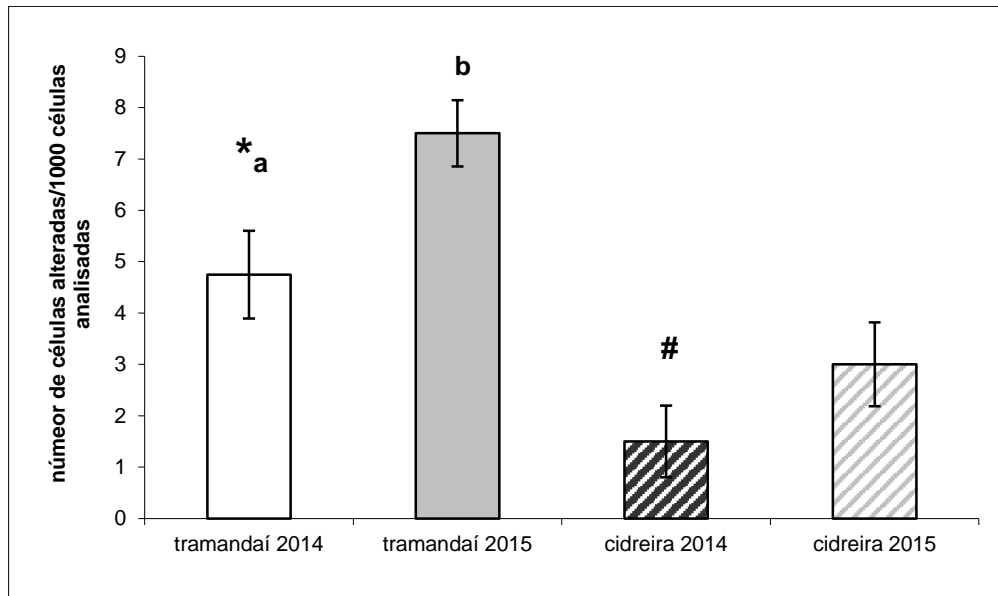 númeor de células alteradas/1000 células
analisadas
9
8
7
6
5
4
3
2
1
0
*a
b
#
tramandaí 2014
tramandaí 2015
cidreira 2014
cidreira 2015